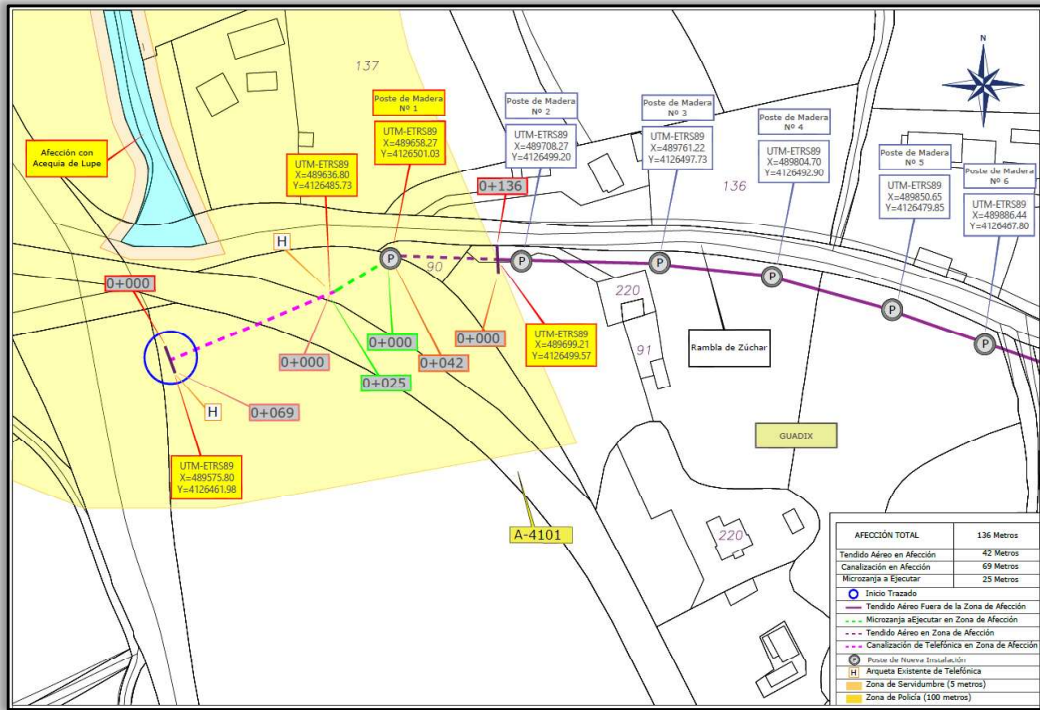 137
N
Poste de Madera
Nº 1
UTM-ETRS89
X=489658.27
Y=4126501.03
Poste de Madera
Nº 2
UTM-ETRS89
X=489708.27
Y=4126499.20
Poste de Madera
Nº 3
UTM-ETRS89
X=489761.22
Y=4126497.73
Poste de Madera
Nº 4
UTM-ETRS89
X=489804.70
Y=4126492.90
Poste de Madera
Nº 5
UTM-ETRS89
X=489850.65
Y=4126479.85
Poste de Madera
Nº 6
UTM-ETRS89
X=489886.44
Y=4126467.80
Afección con
Acequia de Lupe
UTM-ETRS89
X=489636.80
Y=4126485.73
0+136
136
H
P
P
P
P
P
P
90
0+000
220
0+000
0+000
0+042
0+000
UTM-ETRS89
X=489699.21
Y=4126499.57
91
Rambla de Zúchar
0+025
H
0+069
GUADIX
UTM-ETRS89
X=489575.80
Y=4126461.98
A-4101
220
AFECCIÓN TOTAL 136 Metros
Tendido Aéreo en Afección 42 Metros
Canalización en Afección 69 Metros
Microzanja a Ejecutar 25 Metros
Inicio Trazado
Tendido Aéreo Fuera de la Zona de Afección
Microzanja aEjecutar en Zona de Afección
Tendido Aéreo en Zona de Afección
Canalización de Telefónica en Zona de Afección
P Poste de Nueva Instalación
H Arqueta Existente de Telefónica
Zona de Servidumbre (5 metros)
Zona de Policía (100 metros)